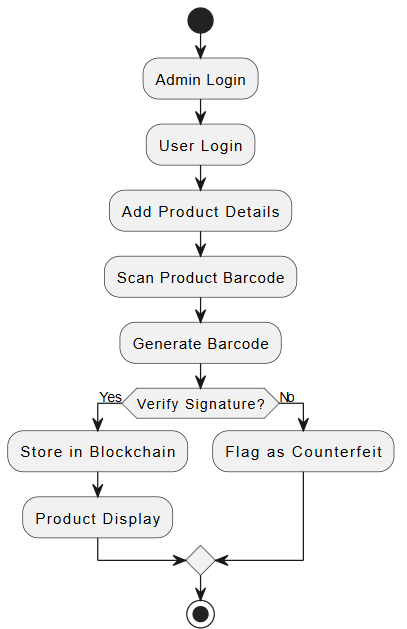 Admin Login
User Login
Add Product Details
Scan Product Barcode
Generate Barcode
Yes
Verify Signature?
No
Store in Blockchain
Flag as Counterfeit
Product Display